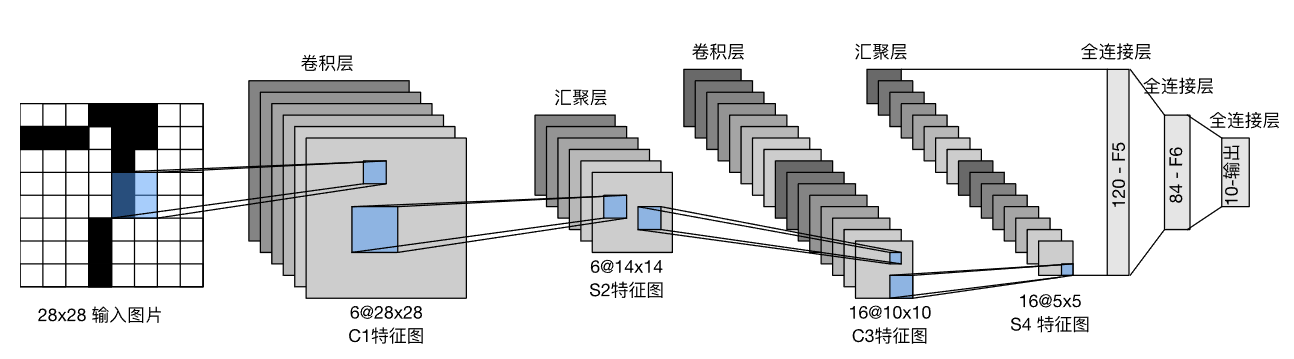 28x28 输入图片
卷积层
6@28x28
C1特征图
汇聚层
6@14x14
S2特征图
卷积层
16@10x10
C3特征图
汇聚层
16@5x5
S4 特征图
全连接层
120 - F5
全连接层
84 - F6
全连接层
10-输出